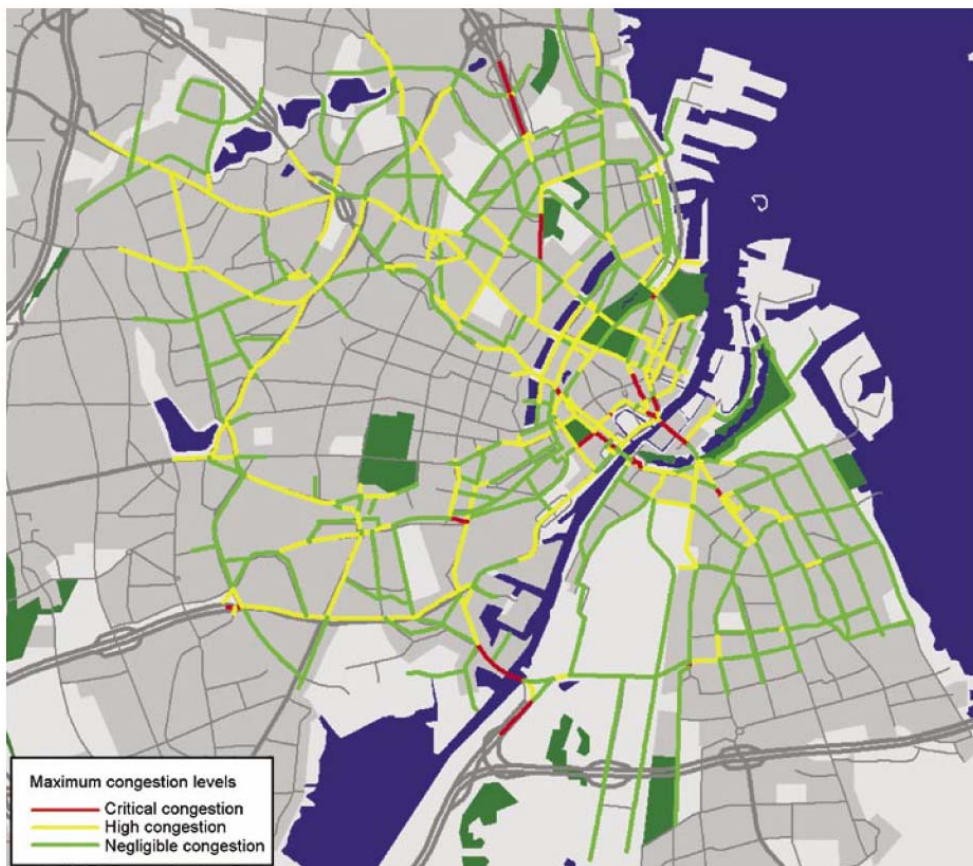 Maximum congestion levels
Critical congestion
High congestion
Negligible congestion